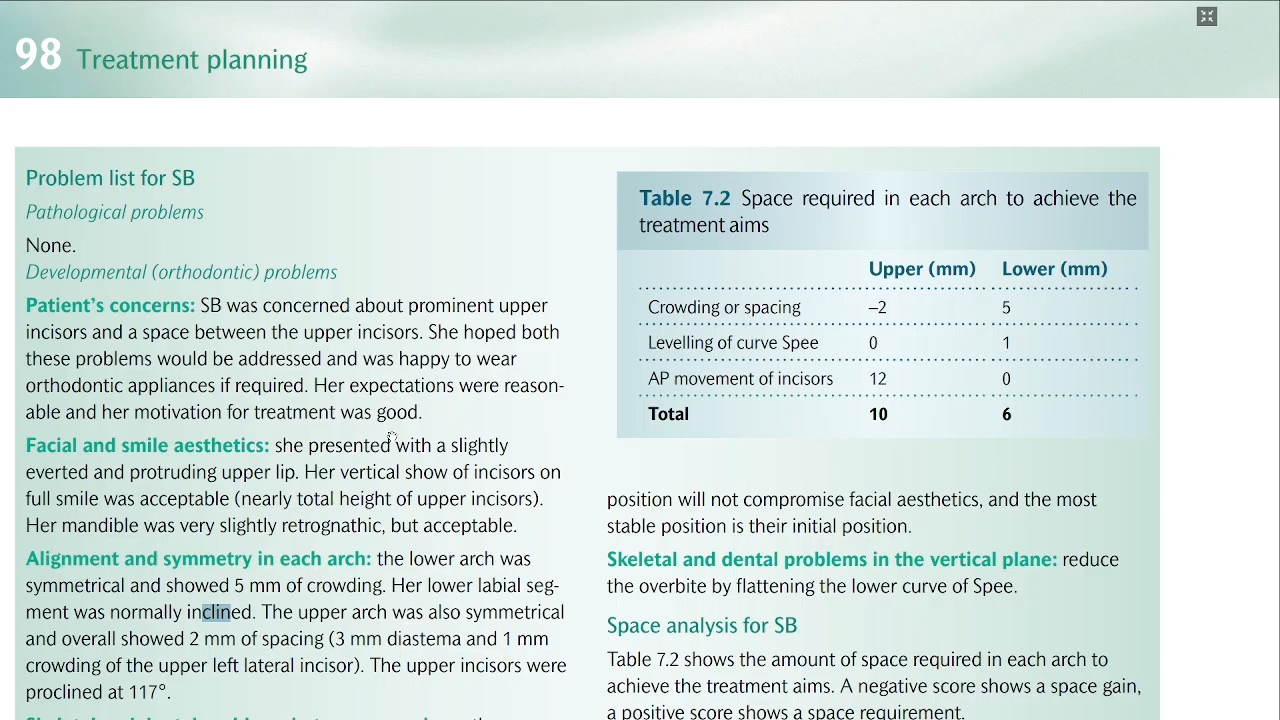 98 Treatment planning
Problem list for SB
Pathological problems
None.
Developmental (orthodontic) problems
Patient's concerns: SB was concerned about prominent upper
incisors and a space between the upper incisors. She hoped both
these problems would be addressed and was happy to wear
orthodontic appliances if required. Her expectations were reason-
able and her motivation for treatment was good.
Facial and smile aesthetics: she presented with a slightly
everted and protruding upper lip. Her vertical show of incisors on
full smile was acceptable (nearly total height of upper incisors).
Her mandible was very slightly retrognathic, but acceptable.
Alignment and symmetry in each arch: the lower arch was
symmetrical and showed 5 mm of crowding. Her lower labial seg-
ment was normally inclined. The upper arch was also symmetrical
and overall showed 2 mm of spacing (3 mm diastema and 1 mm
crowding of the upper left lateral incisor). The upper incisors were
proclined at 117°.
Table 7.2 Space required in each arch to achieve the
treatment aims
Upper (mm) Lower (mm)
Crowding or spacing –2 5
Levelling of curve Spee 0 1
AP movement of incisors 12 0
Total 10 6
position will not compromise facial aesthetics, and the most
stable position is their initial position.
Skeletal and dental problems in the vertical plane: reduce
the overbite by flattening the lower curve of Spee.
Space analysis for SB
Table 7.2 shows the amount of space required in each arch to
achieve the treatment aims. A negative score shows a space gain,
a positive score shows a space requirement.